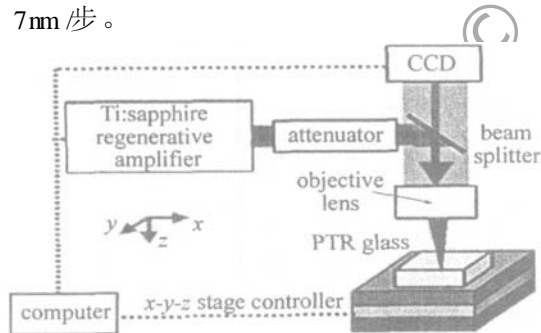 7nm /步。
CCD
Ti:sapphire
regenerative
amplifier
attenuator
beam
splitter
objective
lens
y
x
z
PTR glass
computer
x-y-z stage controller